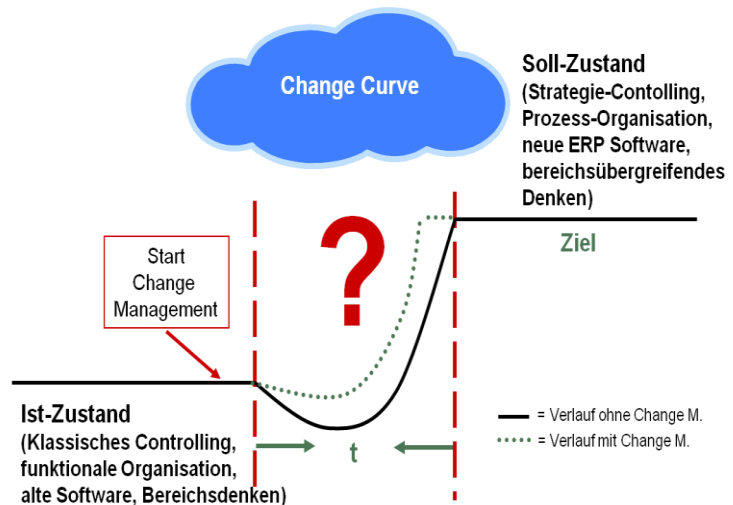 Change Curve
Soll-Zustand
(Strategie-Contolling,
Prozess-Organisation,
neue ERP Software,
bereichsübergreifendes
Denken)
?
Ziel
Start
Change
Management
Ist-Zustand
(Klassisches Controlling,
funktionale Organisation,
alte Software, Bereichsdenken)
t
= Verlauf ohne Change M.
= Verlauf mit Change M.